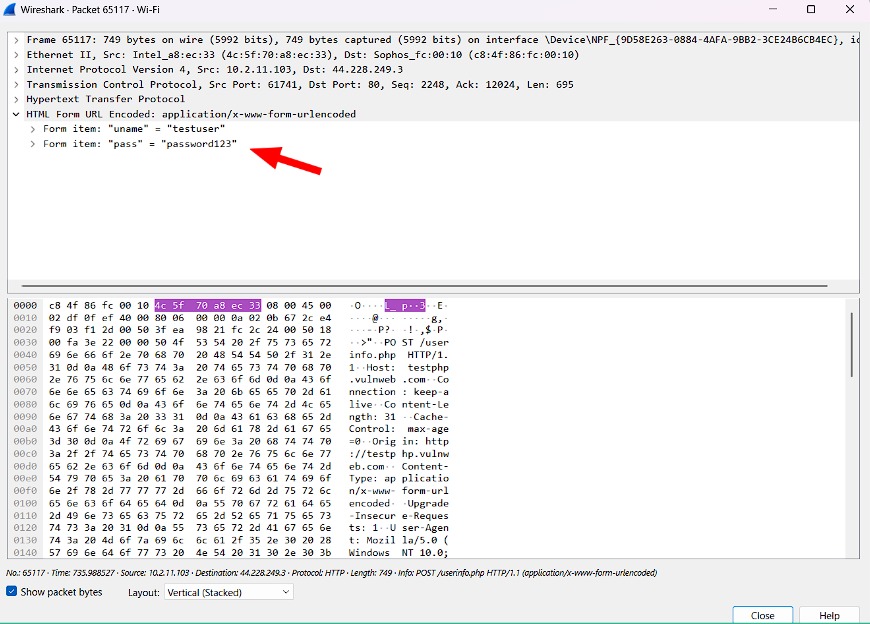 Wireshark · Packet 65117 · Wi-Fi
Frame 65117: 749 bytes on wire (5992 bits), 749 bytes captured (5992 bits) on interface \Device\NPF_{9D58E263-0884-4AFA-9BB2-3CE24B6CB4EC}, id
Ethernet II, Src: Intel_a8:ec:33 (4c:5f:70:a8:ec:33), Dst: Sophos_fc:00:10 (c8:4f:86:fc:00:10)
Internet Protocol Version 4, Src: 10.2.11.103, Dst: 44.228.249.3
Transmission Control Protocol, Src Port: 61741, Dst Port: 80, Seq: 2248, Ack: 12024, Len: 695
Hypertext Transfer Protocol
HTML Form URL Encoded: application/x-www-form-urlencoded
Form item: "uname" = "testuser"
Form item: "pass" = "password123"
0000 c8 4f 86 fc 00 10 4c 5f 70 a8 ec 33 08 00 45 00 ·O····L_ p··3··E·
0010 02 df 0f ef 40 00 80 06 00 00 0a 02 0b 67 2c e4 ····@··· ·····g,·
0020 f9 03 f1 2d 00 50 3f ea 98 21 fc 2c 24 00 50 18 ···-·P?· ·!·,$·P·
0030 00 fa 3e 22 00 00 50 4f 53 54 20 2f 75 73 65 72 ··>"··PO ST /user
0040 69 6e 66 6f 2e 70 68 70 20 48 54 54 50 2f 31 2e info.php HTTP/1.
0050 31 0d 0a 48 6f 73 74 3a 20 74 65 73 74 70 68 70 1··Host: testphp
0060 2e 76 75 6c 6e 77 65 62 2e 63 6f 6d 0d 0a 43 6f .vulnweb .com··Co
0070 6e 6e 65 63 74 69 6f 6e 3a 20 6b 65 65 70 2d 61 nnection : keep-a
0080 6c 69 76 65 0d 0a 43 6f 6e 74 65 6e 74 2d 4c 65 live··Co ntent-Le
0090 6e 67 74 68 3a 20 33 31 0d 0a 43 61 63 68 65 2d ngth: 31 ··Cache-
00a0 43 6f 6e 74 72 6f 6c 3a 20 6d 61 78 2d 61 67 65 Control: max-age
00b0 3d 30 0d 0a 4f 72 69 67 69 6e 3a 20 68 74 74 70 =0··Orig in: http
00c0 3a 2f 2f 74 65 73 74 70 68 70 2e 76 75 6c 6e 77 ://testp hp.vulnw
00d0 65 62 2e 63 6f 6d 0d 0a 43 6f 6e 74 65 6e 74 2d eb.com·· Content-
00e0 54 79 70 65 3a 20 61 70 70 6c 69 63 61 74 69 6f Type: ap plicatio
00f0 6e 2f 78 2d 77 77 77 2d 66 6f 72 6d 2d 75 72 6c n/x-www- form-url
0100 65 6e 63 6f 64 65 64 0d 0a 55 70 67 72 61 64 65 encoded· ·Upgrade
0110 2d 49 6e 73 65 63 75 72 65 2d 52 65 71 75 65 73 -Insecur e-Reques
0120 74 73 3a 20 31 0d 0a 55 73 65 72 2d 41 67 65 6e ts: 1··U ser-Agen
0130 74 3a 20 4d 6f 7a 69 6c 6c 61 2f 35 2e 30 20 28 t: Mozil la/5.0 (
0140 57 69 6e 64 6f 77 73 20 4e 54 20 31 30 2e 30 3b Windows NT 10.0;
No.: 65117 · Time: 735.988527 · Source: 10.2.11.103 · Destination: 44.228.249.3 · Protocol: HTTP · Length: 749 · Info: POST /userinfo.php HTTP/1.1 (application/x-www-form-urlencoded)
Show packet bytes Layout: Vertical (Stacked)
Close Help